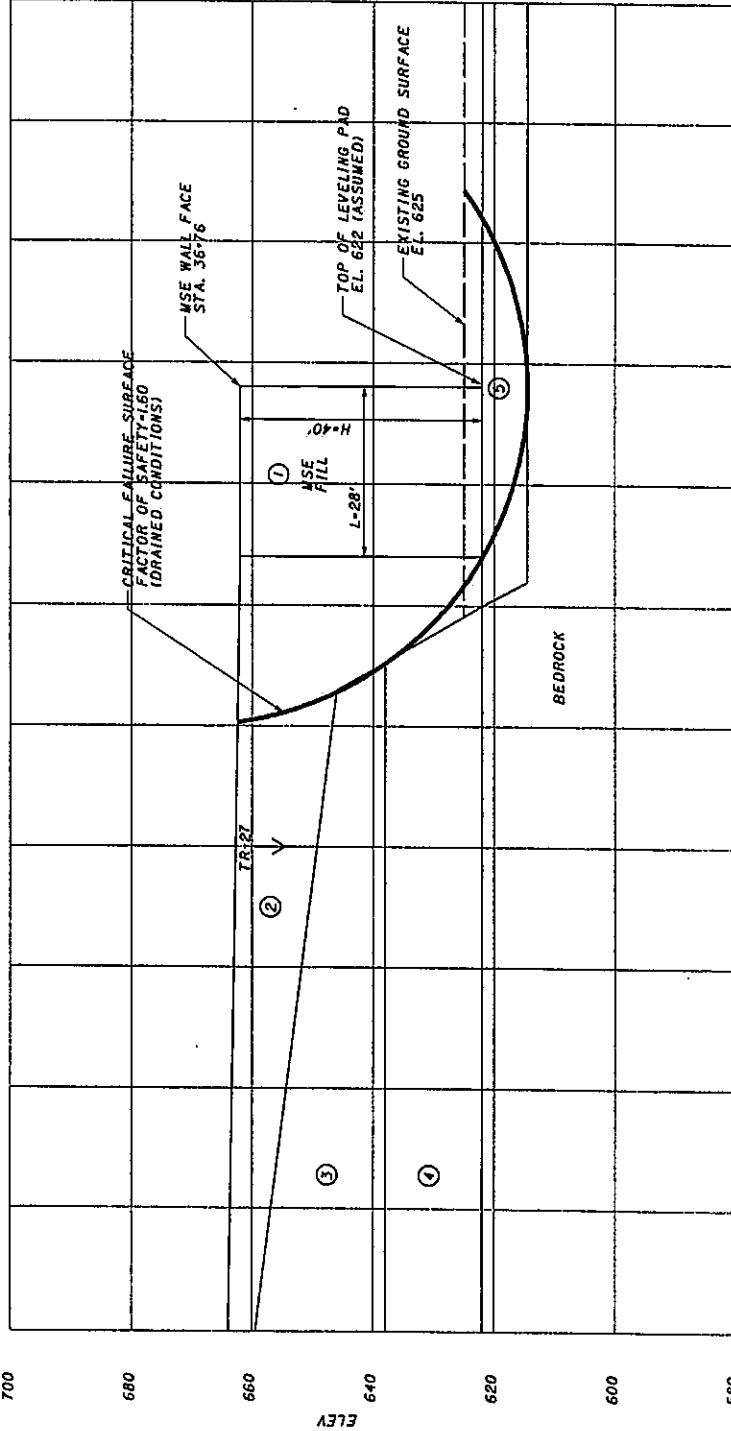 700
680
660
640
620
600
580
ELEV
CRITICAL FAILURE SURFACE
FACTOR OF SAFETY=1.60
(DRAINED CONDITIONS)
MSE WALL FACE
STA. 36+76
TOP OF LEVELING PAD
EL. 622 (ASSUMED)
EXISTING GROUND SURFACE
EL. 625
1
MSE
FILL
H=40'
L=28'
TR-27
2
3
4
5
BEDROCK